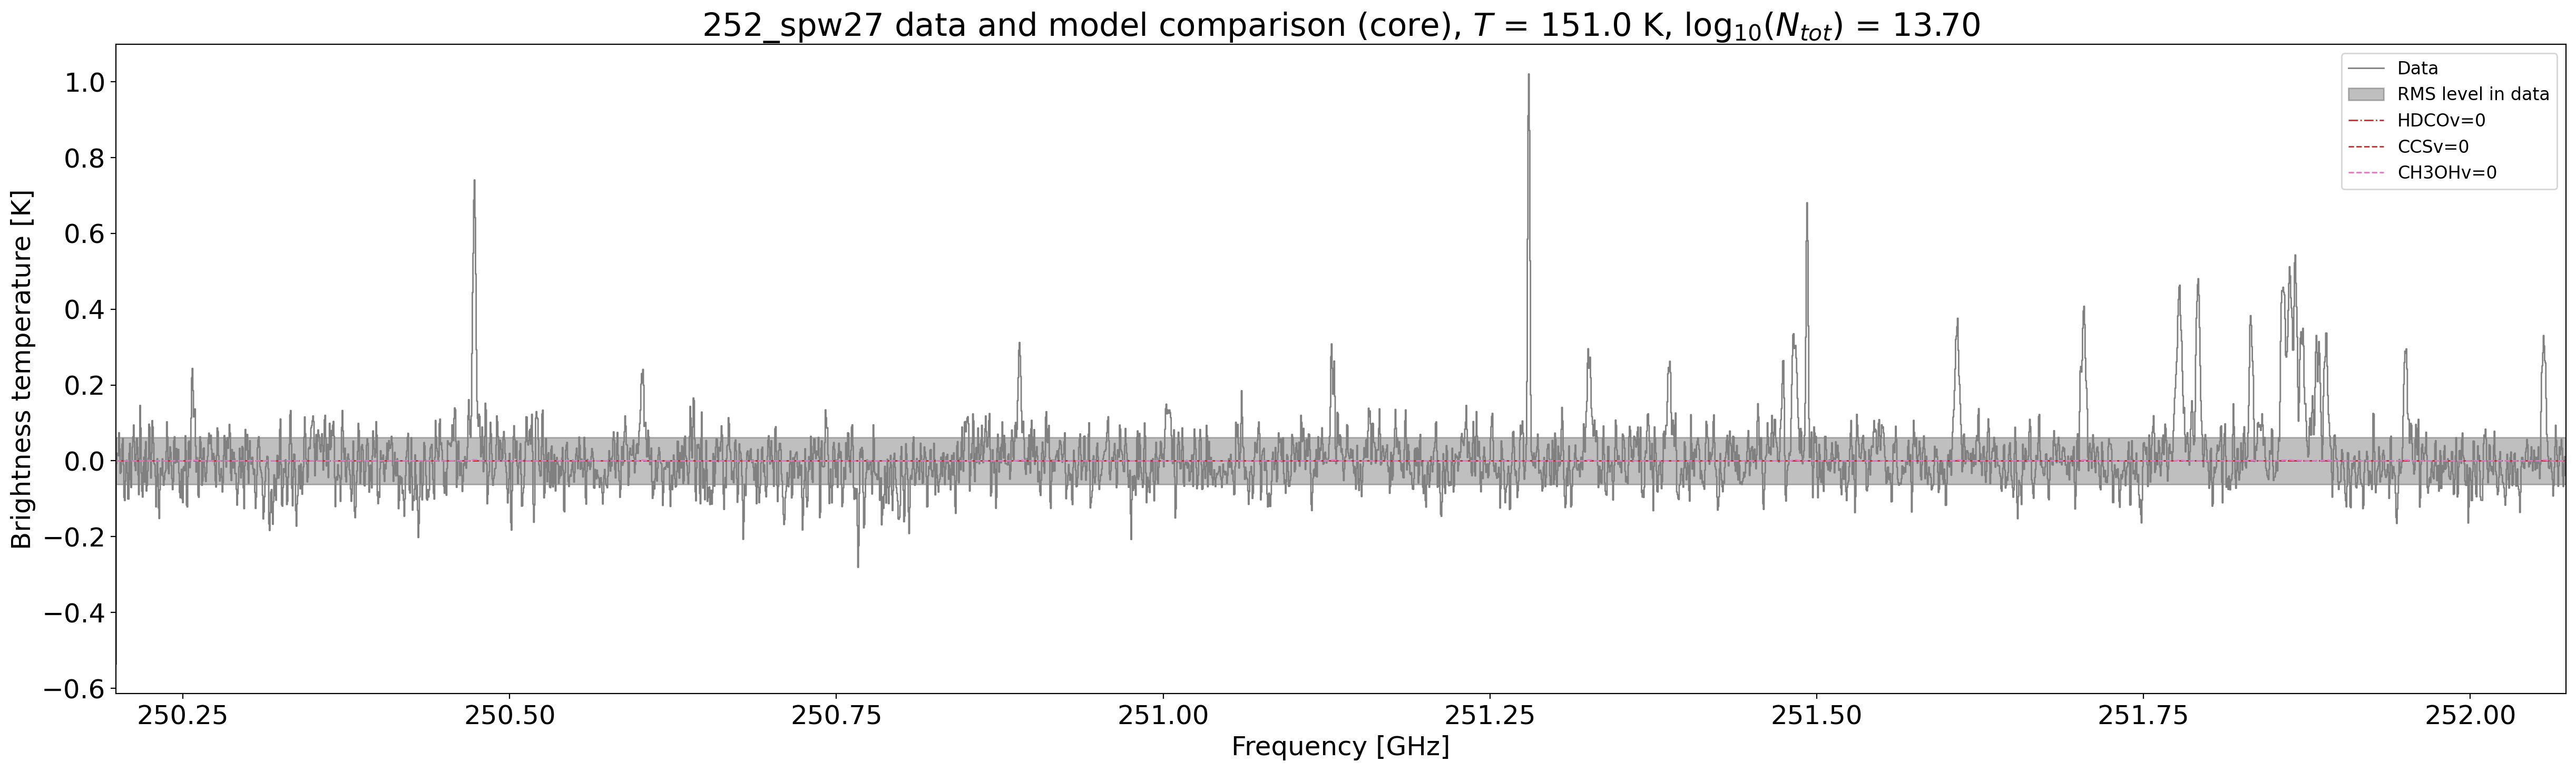 252_spw27 data and model comparison (core), T = 151.0 K, log₁₀(Nₜₒₜ) = 13.70
Data
RMS level in data
HDCOv=0
CCSv=0
CH3OHv=0
Brightness temperature [K]
1.0
0.8
0.6
0.4
0.2
0.0
−0.2
−0.4
−0.6
250.25 250.50 250.75 251.00 251.25 251.50 251.75 252.00
Frequency [GHz]